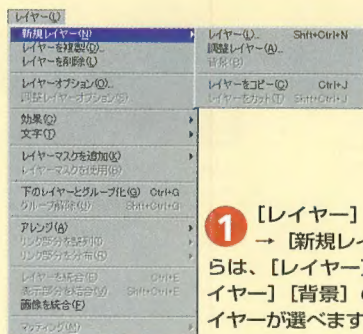 レイヤー(L)
新規レイヤー(N)
レイヤーを複製(D)...
レイヤーを削除(L)
レイヤーオプション(O)...
調整レイヤーオプション(S)
効果(C)
文字(T)
レイヤーマスクを追加(K)
レイヤーマスクを使用(B)
下のレイヤーとグループ化(G) Ctrl+G
グループ解除(U) Shift+Ctrl+G
アレンジ(A)
リンク部分を整列(I)
リンク部分を分布(R)
レイヤーを統合(E) Ctrl+E
表示部分を結合(V) Shift+Ctrl+E
画像を統合(F)
マッティング(M)
レイヤー(L)... Shift+Ctrl+N
調整レイヤー(A)...
背景(B)
レイヤーをコピー(C) Ctrl+J
レイヤーをカット(T) Shift+Ctrl+J
1 [レイヤー]
→ [新規レイ
らは、[レイヤー]
イヤー] [背景]
イヤーが選べます